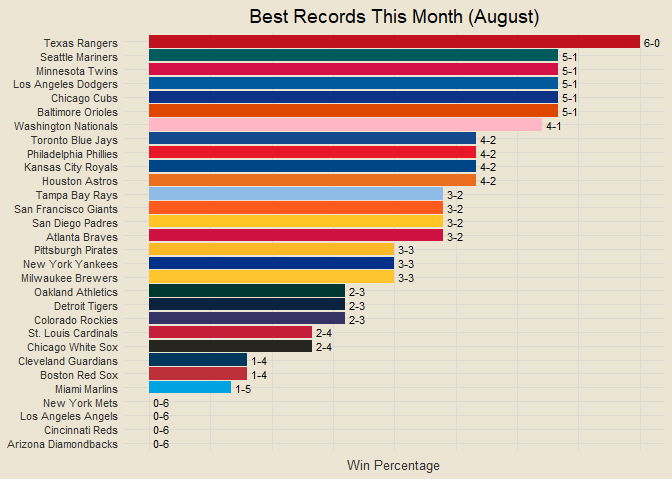 Best Records This Month (August)
Texas Rangers 6-0
Seattle Mariners 5-1
Minnesota Twins 5-1
Los Angeles Dodgers 5-1
Chicago Cubs 5-1
Baltimore Orioles 5-1
Washington Nationals 4-1
Toronto Blue Jays 4-2
Philadelphia Phillies 4-2
Kansas City Royals 4-2
Houston Astros 4-2
Tampa Bay Rays 3-2
San Francisco Giants 3-2
San Diego Padres 3-2
Atlanta Braves 3-2
Pittsburgh Pirates 3-3
New York Yankees 3-3
Milwaukee Brewers 3-3
Oakland Athletics 2-3
Detroit Tigers 2-3
Colorado Rockies 2-3
St. Louis Cardinals 2-4
Chicago White Sox 2-4
Cleveland Guardians 1-4
Boston Red Sox 1-4
Miami Marlins 1-5
New York Mets 0-6
Los Angeles Angels 0-6
Cincinnati Reds 0-6
Arizona Diamondbacks 0-6
Win Percentage